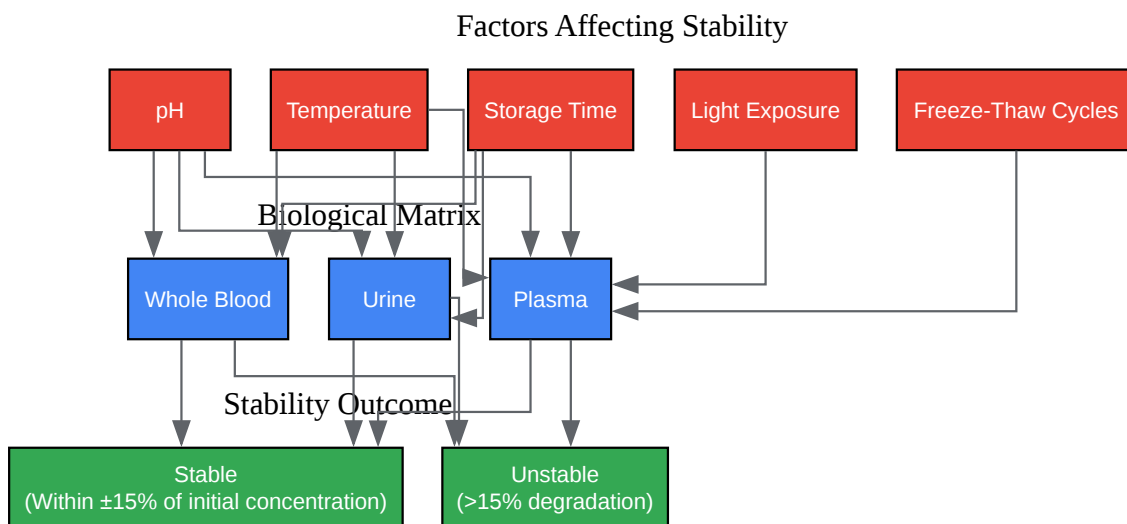 Factors Affecting Stability
pH
Temperature
Storage Time
Light Exposure
Freeze-Thaw Cycles
Biological Matrix
Whole Blood
Urine
Plasma
Stability Outcome
Stable
(Within ±15% of initial concentration)
Unstable
(>15% degradation)